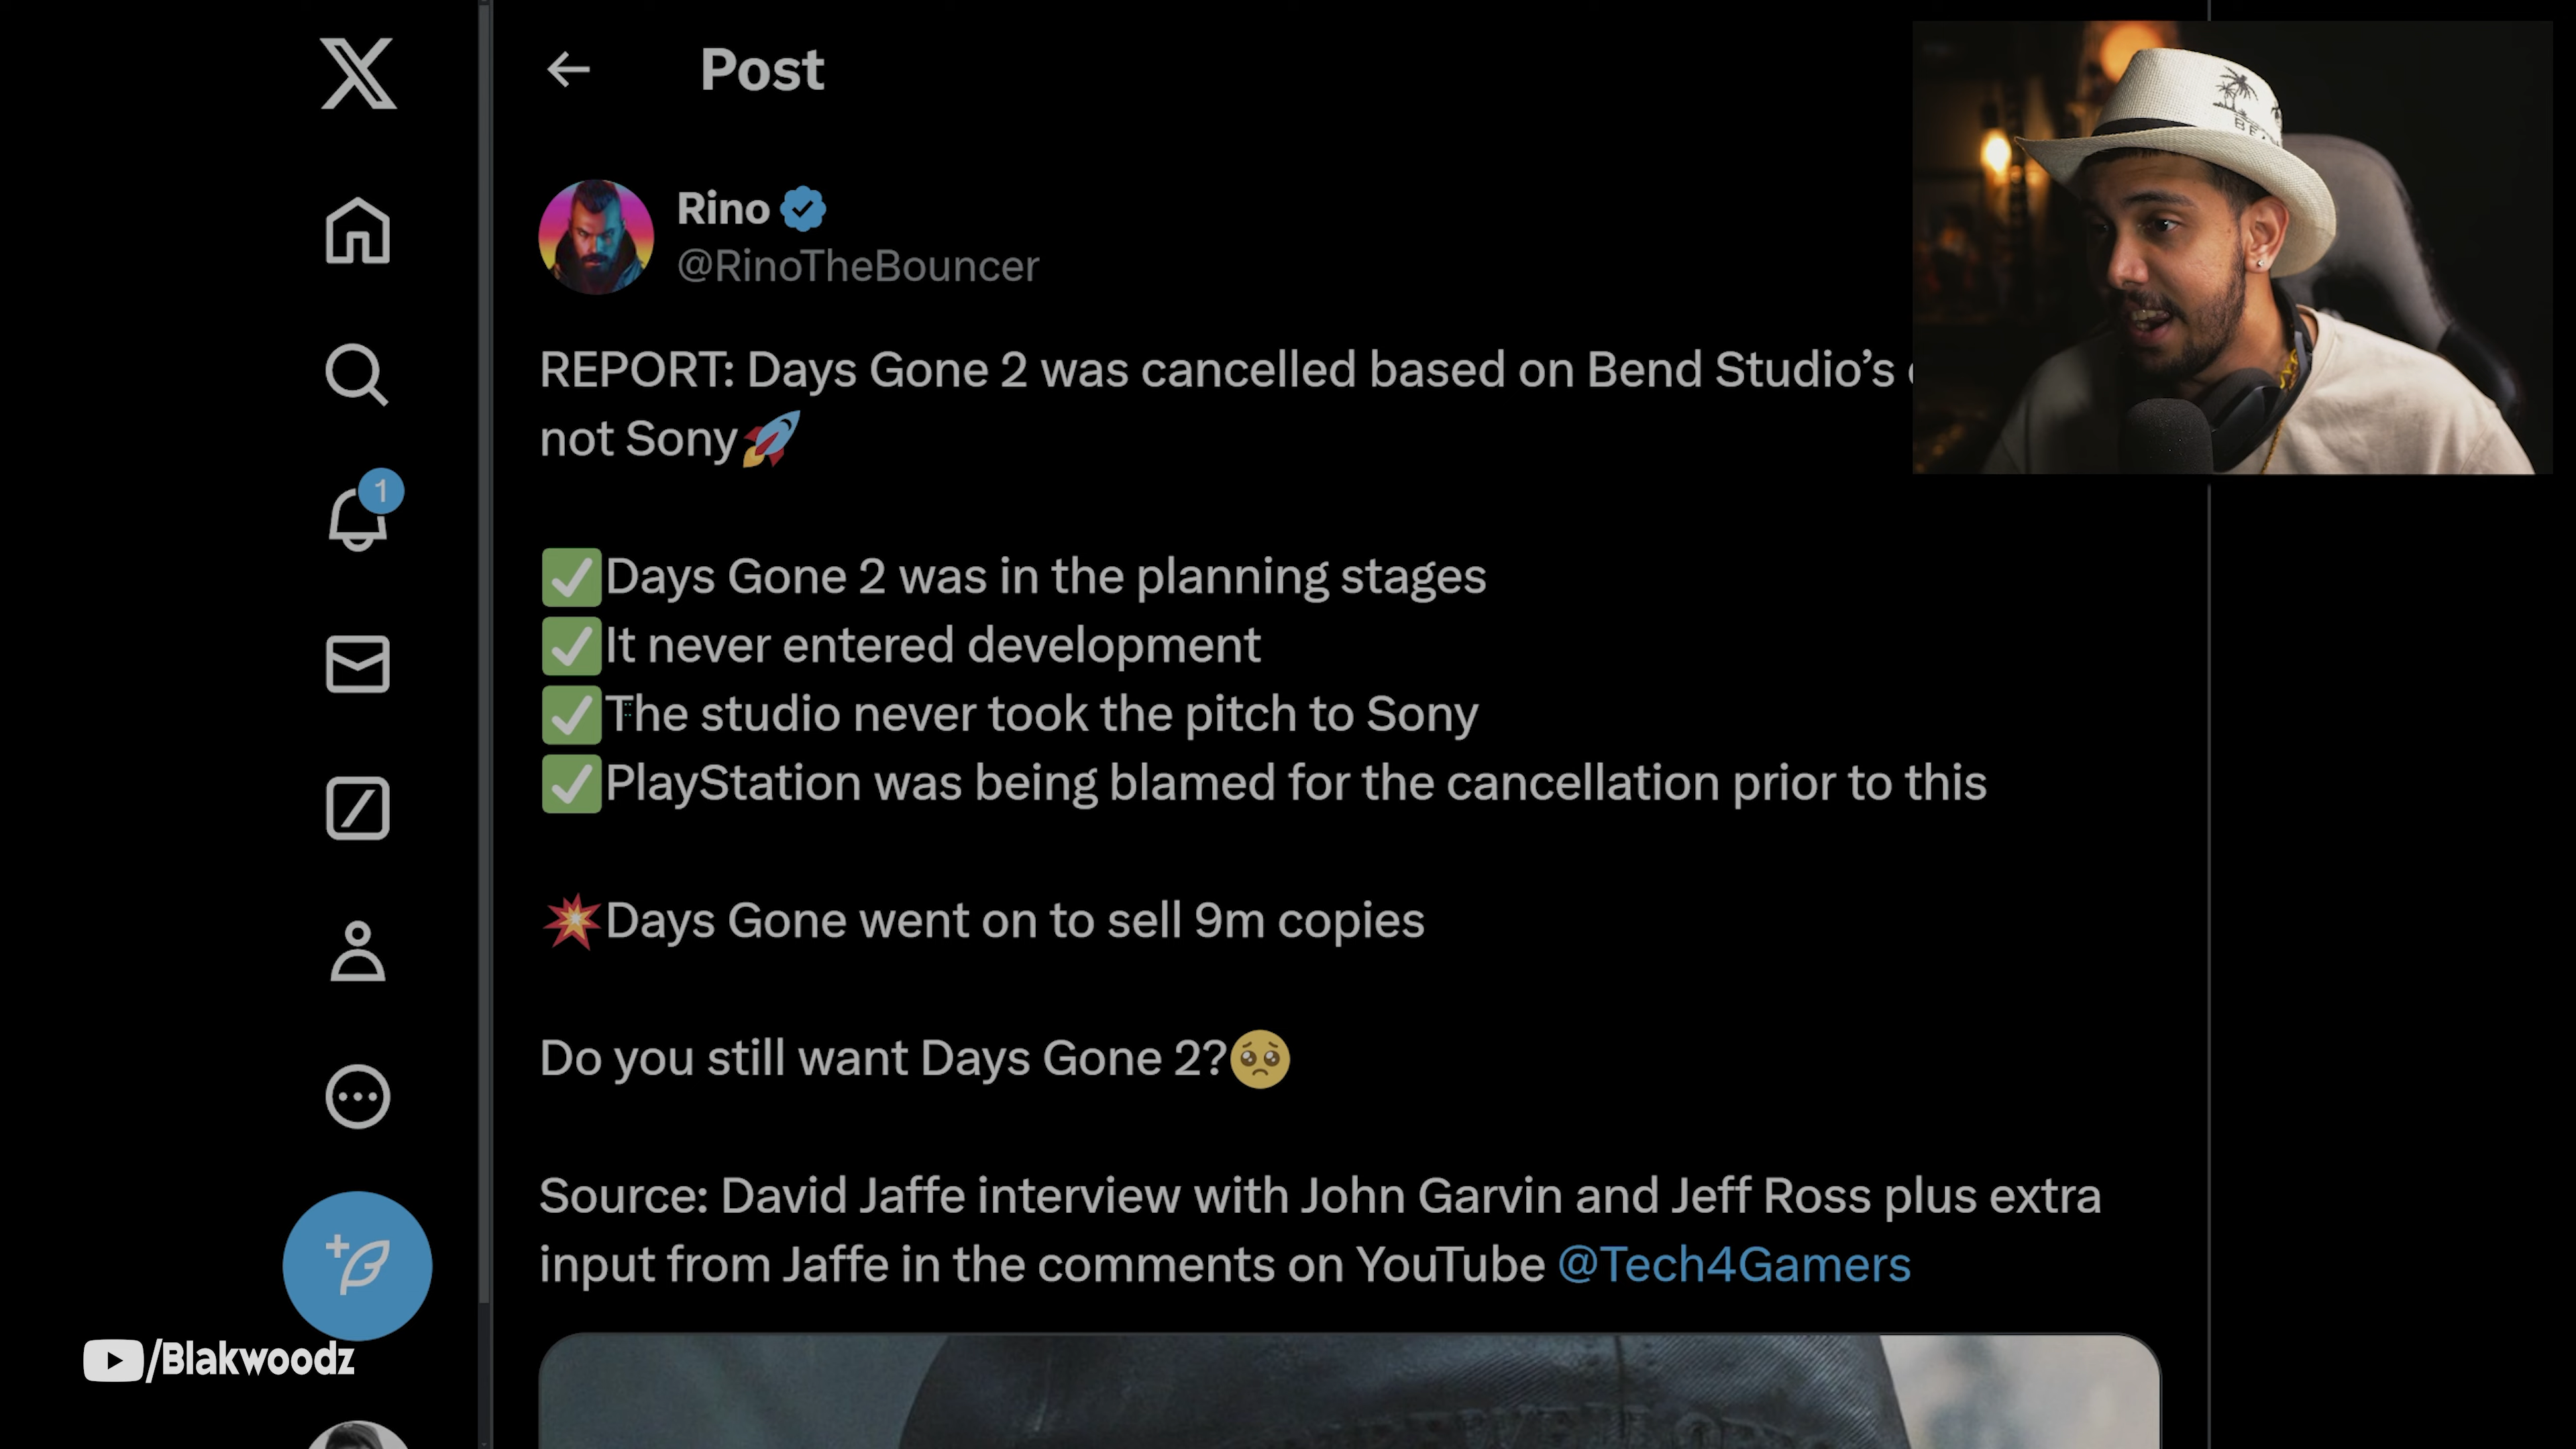 Post
Rino
@RinoTheBouncer
REPORT: Days Gone 2 was cancelled based on Bend Studio’s
not Sony🚀
1
✅Days Gone 2 was in the planning stages
✅It never entered development
✅The studio never took the pitch to Sony
✅PlayStation was being blamed for the cancellation prior to this
💥Days Gone went on to sell 9m copies
Do you still want Days Gone 2?🥺
Source: David Jaffe interview with John Garvin and Jeff Ross plus extra
input from Jaffe in the comments on YouTube @Tech4Gamers
/Blakwoodz